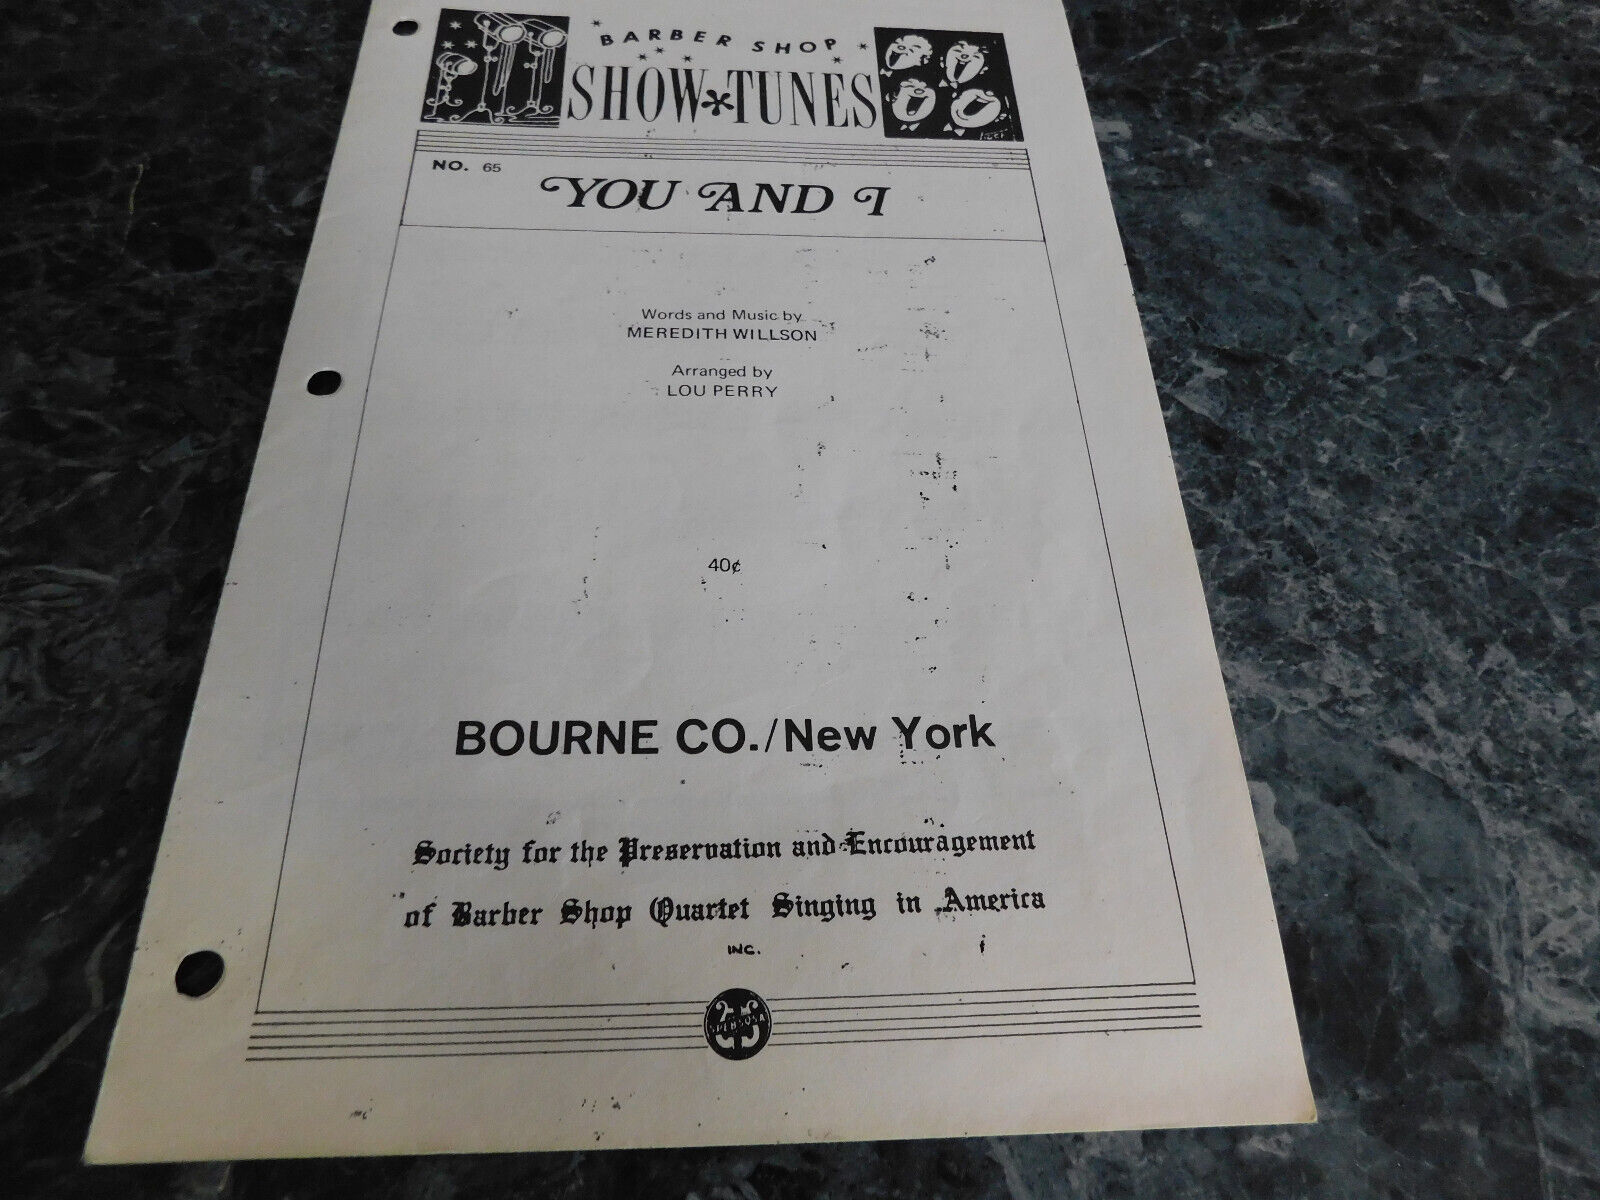 BARBER SHOP
SHOW*TUNES
NO. 65
YOU AND I
Words and Music by
MEREDITH WILLSON
Arranged by
LOU PERRY
40¢
BOURNE CO./New York
Society for the Preservation and Encouragement
of Barber Shop Quartet Singing in America
INC.